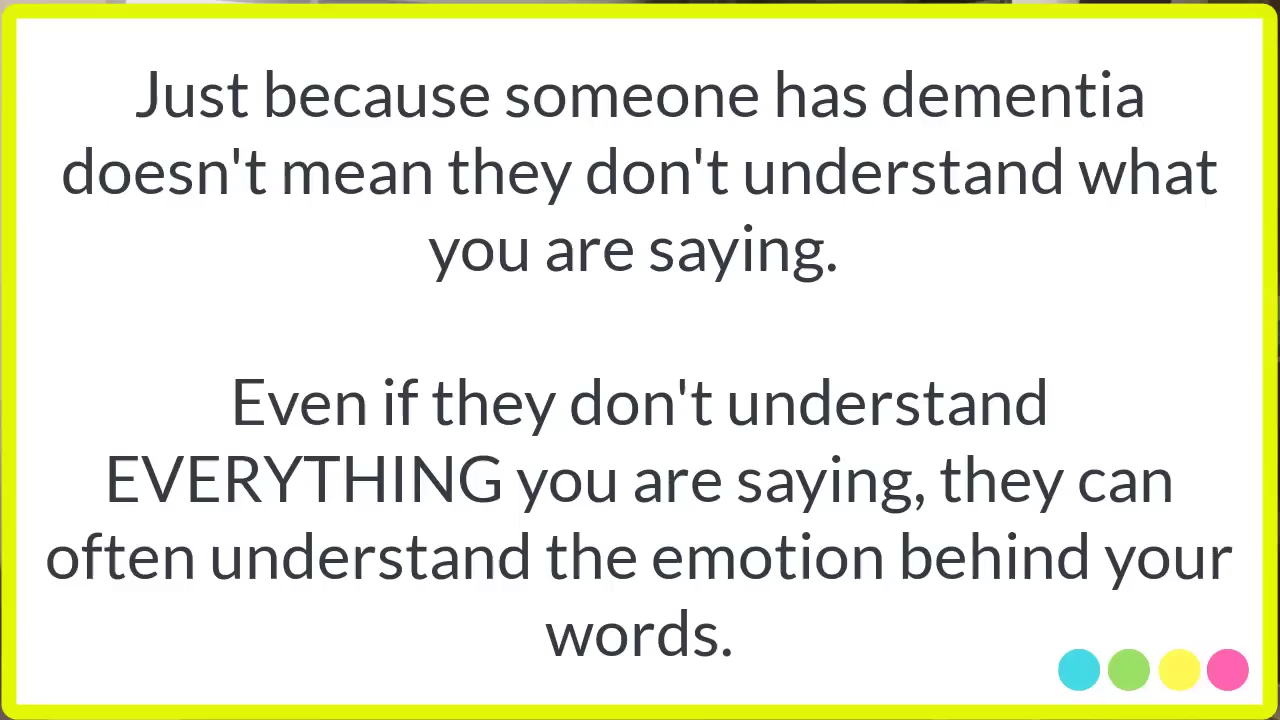 Just because someone has dementia
doesn't mean they don't understand what
you are saying.
Even if they don't understand
EVERYTHING you are saying, they can
often understand the emotion behind your
words.